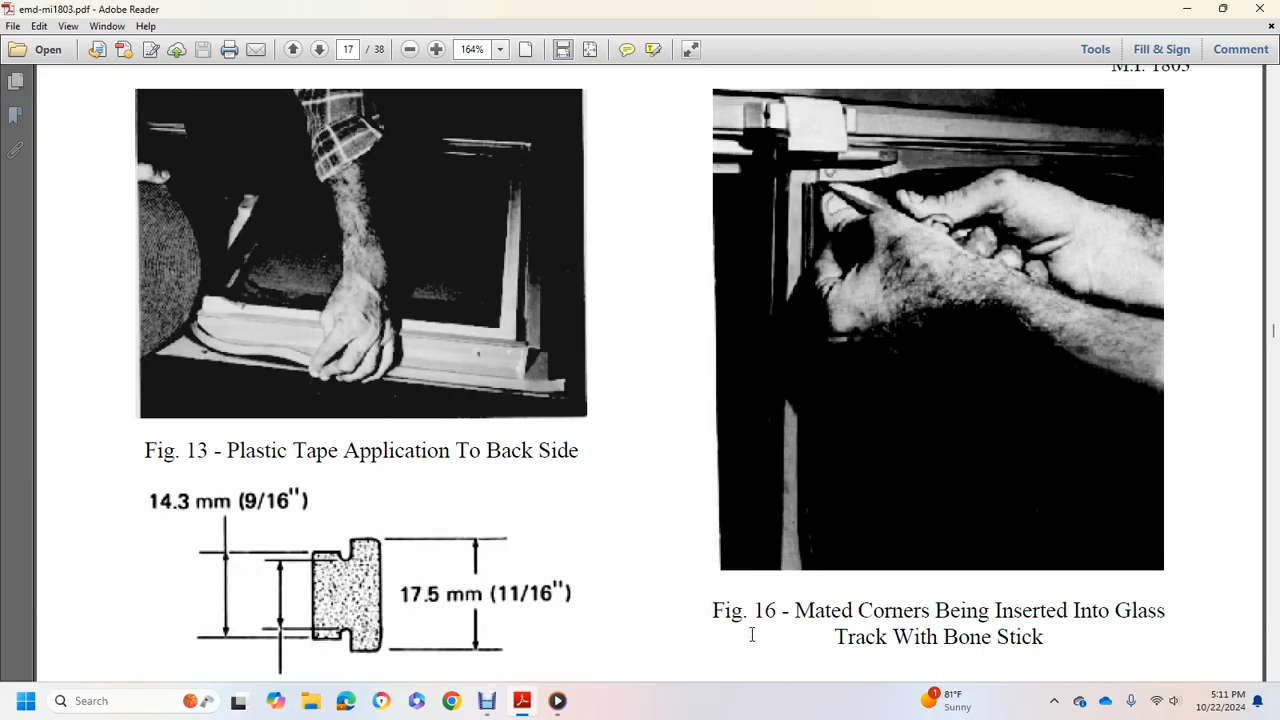 emd-mi1803.pdf - Adobe Reader
File Edit View Window Help
Open 17 / 38 164% Tools Fill & Sign Comment
M.I. 1803
Fig. 13 - Plastic Tape Application To Back Side
14.3 mm (9/16")
17.5 mm (11/16")
Fig. 16 - Mated Corners Being Inserted Into Glass
Track With Bone Stick
Search
1
81°F
Sunny
5:11 PM
10/22/2024